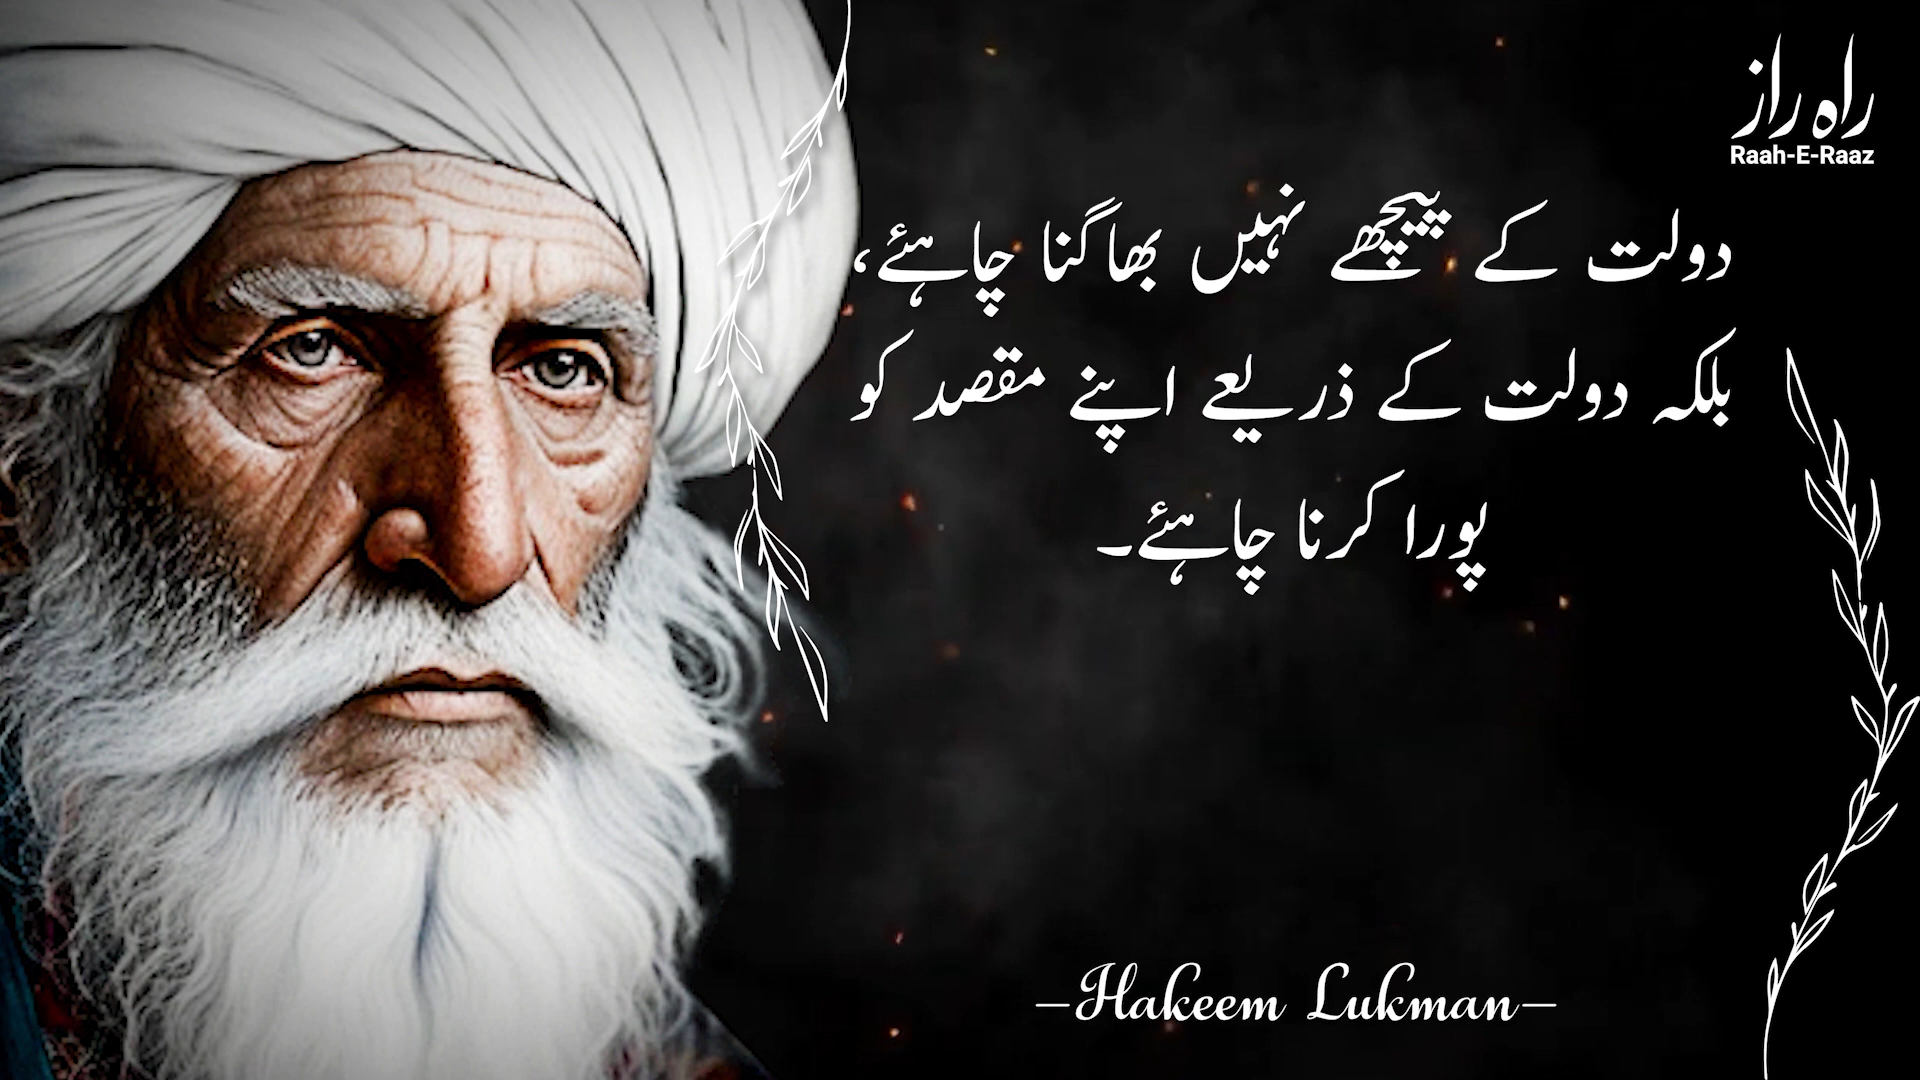 راہ راز
Raah-E-Raaz
دولت کے پیچھے نہیں بھاگنا چاہئے،
بلکہ دولت کے ذریعے اپنے مقصد کو
پورا کرنا چاہئے۔
—Hakeem Lukman—